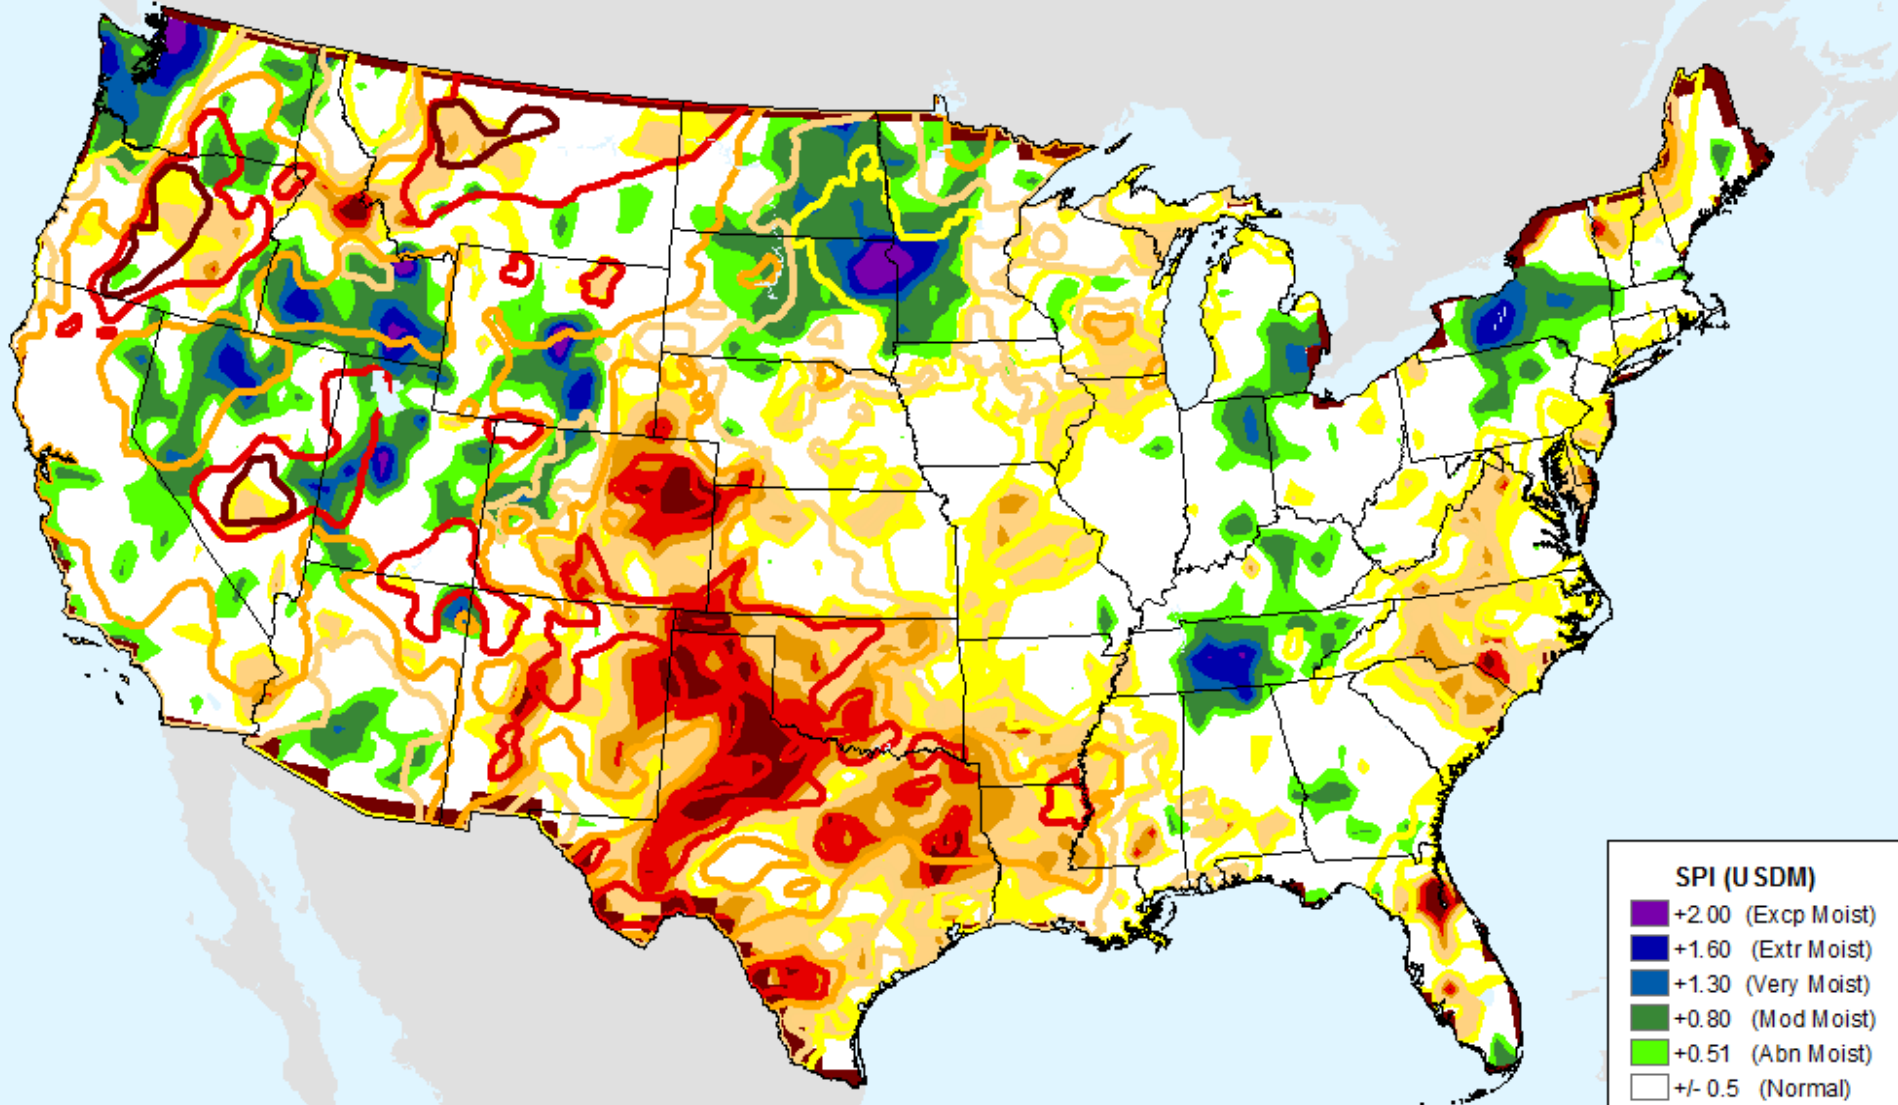 SPI (USDM)
+2.00 (Excp Moist)
+1.60 (Extr Moist)
+1.30 (Very Moist)
+0.80 (Mod Moist)
+0.51 (Abn Moist)
+/- 0.5 (Normal)